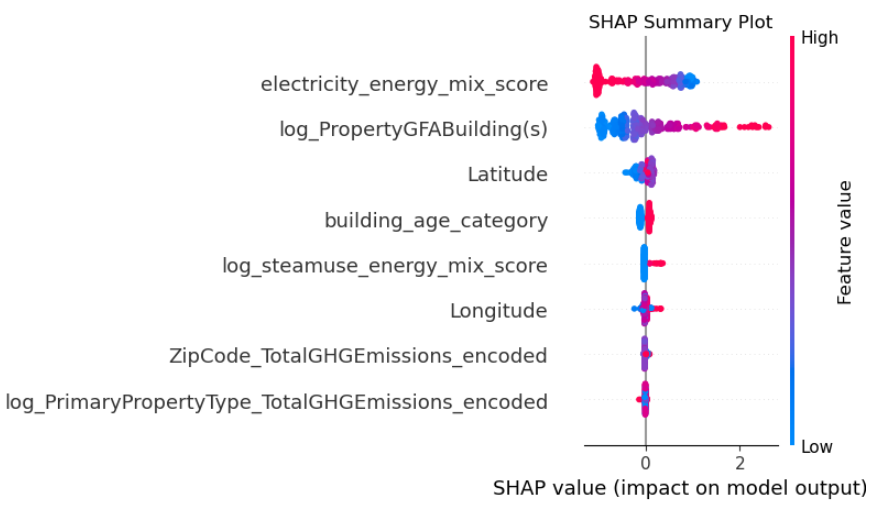 SHAP Summary Plot
High
electricity_energy_mix_score
log_PropertyGFABuilding(s)
Latitude
building_age_category
log_steamuse_energy_mix_score
Longitude
ZipCode_TotalGHGEmissions_encoded
log_PrimaryPropertyType_TotalGHGEmissions_encoded
Feature value
Low
0 2
SHAP value (impact on model output)